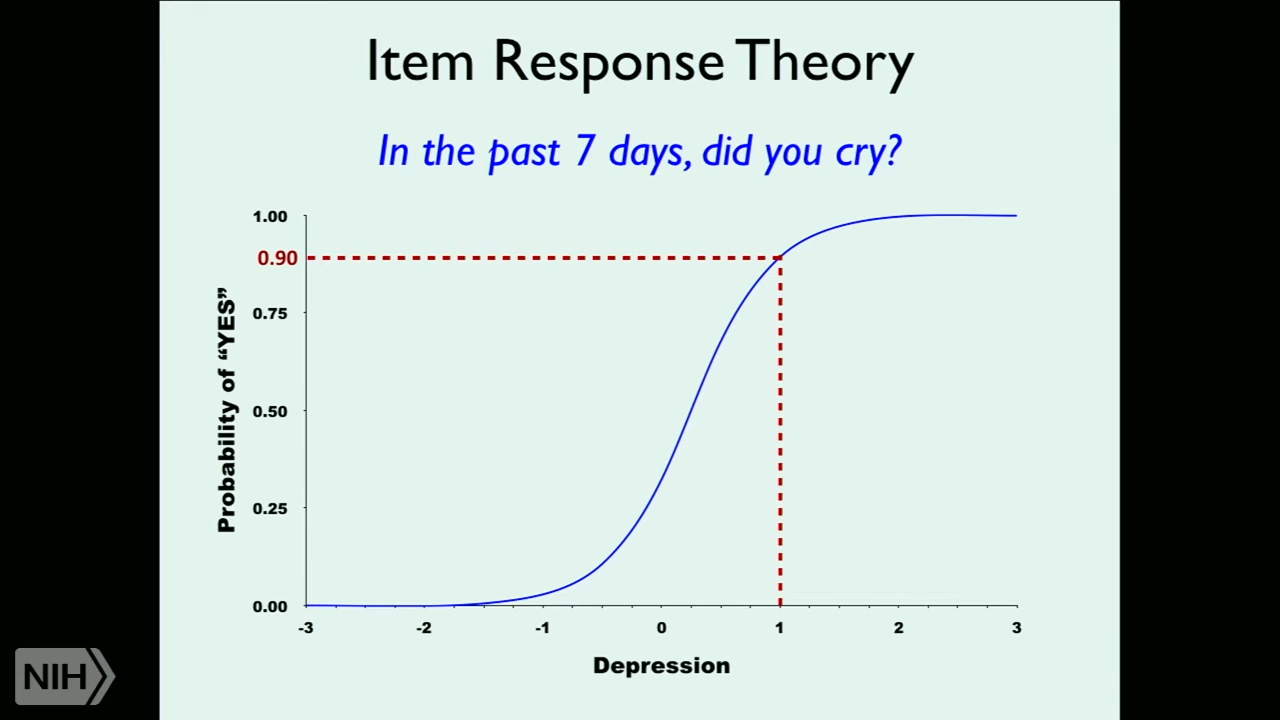 Item Response Theory
In the past 7 days, did you cry?
1.00
0.90
0.75
0.50
0.25
0.00
Probability of “YES”
-3 -2 -1 0 1 2 3
Depression
NIH